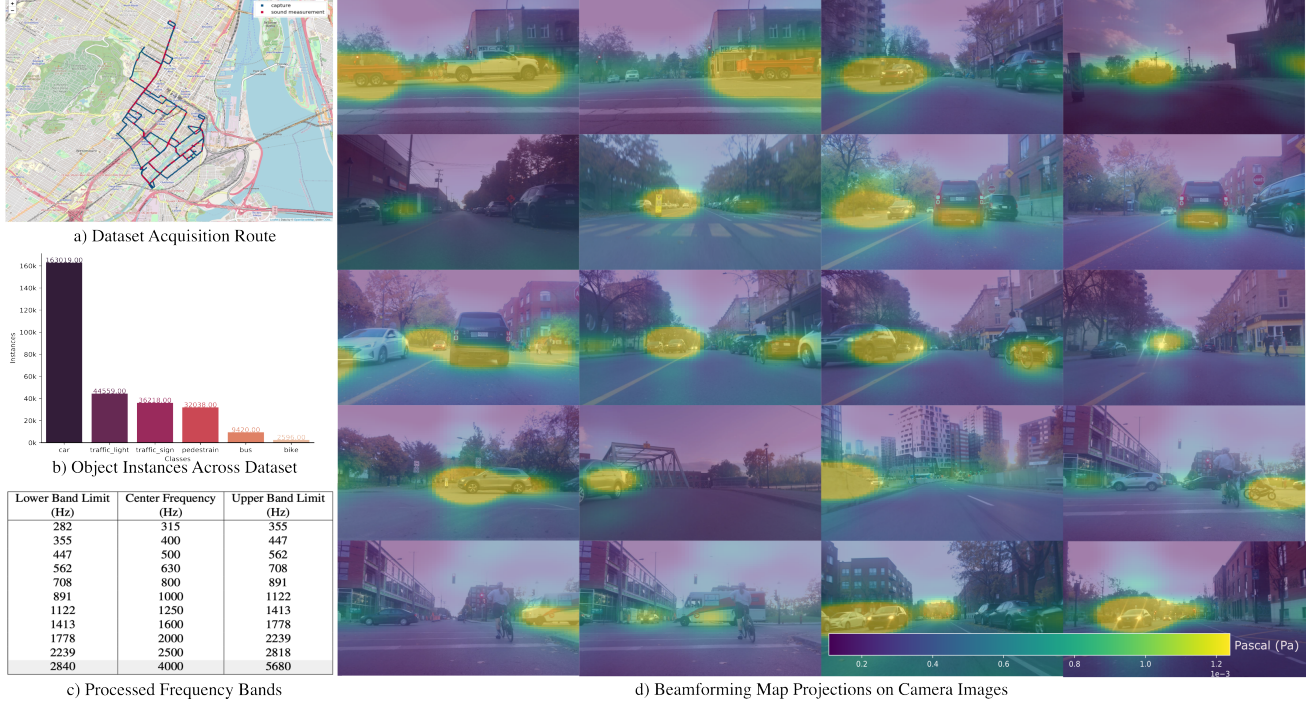 capture
sound measurement
a) Dataset Acquisition Route
160k
140k
120k
100k
80k
60k
40k
20k
0k
Instances
163019.00
44559.00
36218.00
32038.00
9420.00
2596.00
car traffic_light traffic_sign pedestrain bus bike
Classes
b) Object Instances Across Dataset
Lower Band Limit (Hz) Center Frequency (Hz) Upper Band Limit (Hz)
282 315 355
355 400 447
447 500 562
562 630 708
708 800 891
891 1000 1122
1122 1250 1413
1413 1600 1778
1778 2000 2239
2239 2500 2818
2840 4000 5680
c) Processed Frequency Bands
Pascal (Pa)
0.2 0.4 0.6 0.8 1.0 1.2
1e−3
d) Beamforming Map Projections on Camera Images